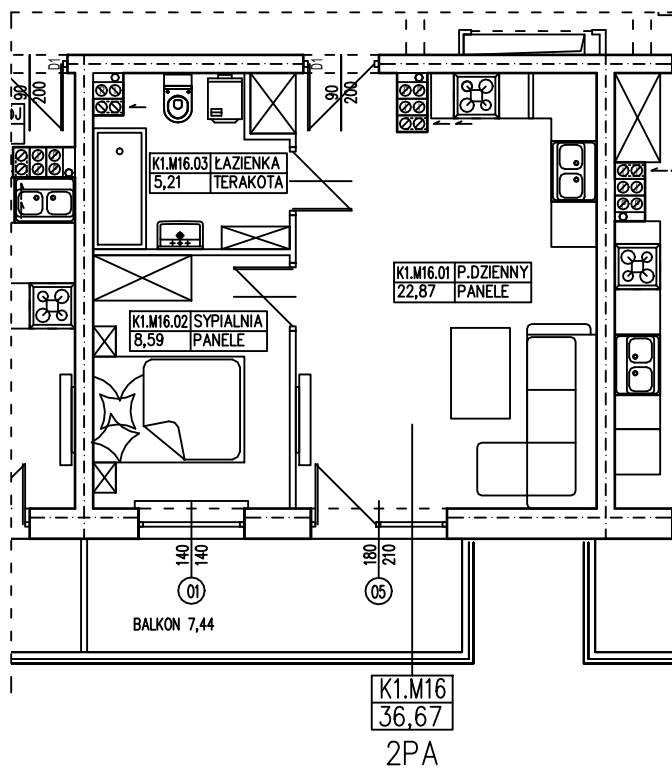 D1
90
200
D1
90
200
K1.M16.03 ŁAZIENKA
5,21 TERAKOTA
K1.M16.01 P.DZIENNY
22,87 PANELE
K1.M16.02 SYPIALNIA
8,59 PANELE
140
140
180
210
01
05
BALKON 7,44
K1.M16
36,67
2PA